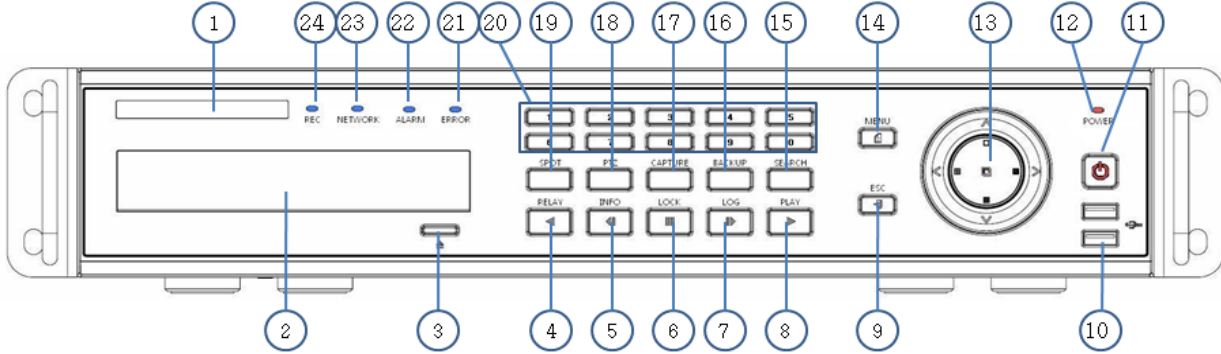 1 24 23 22 21 20 19 18 17 16 15 14 13 12 11
REC NETWORK ALARM ERROR
1 2 3 4 5
6 7 8 9 0
SPOT PTZ CAPTURE BACKUP SEARCH
RELAY INFO LOCK LOG PLAY
MENU
ESC
POWER
2 3 4 5 6 7 8 9 10